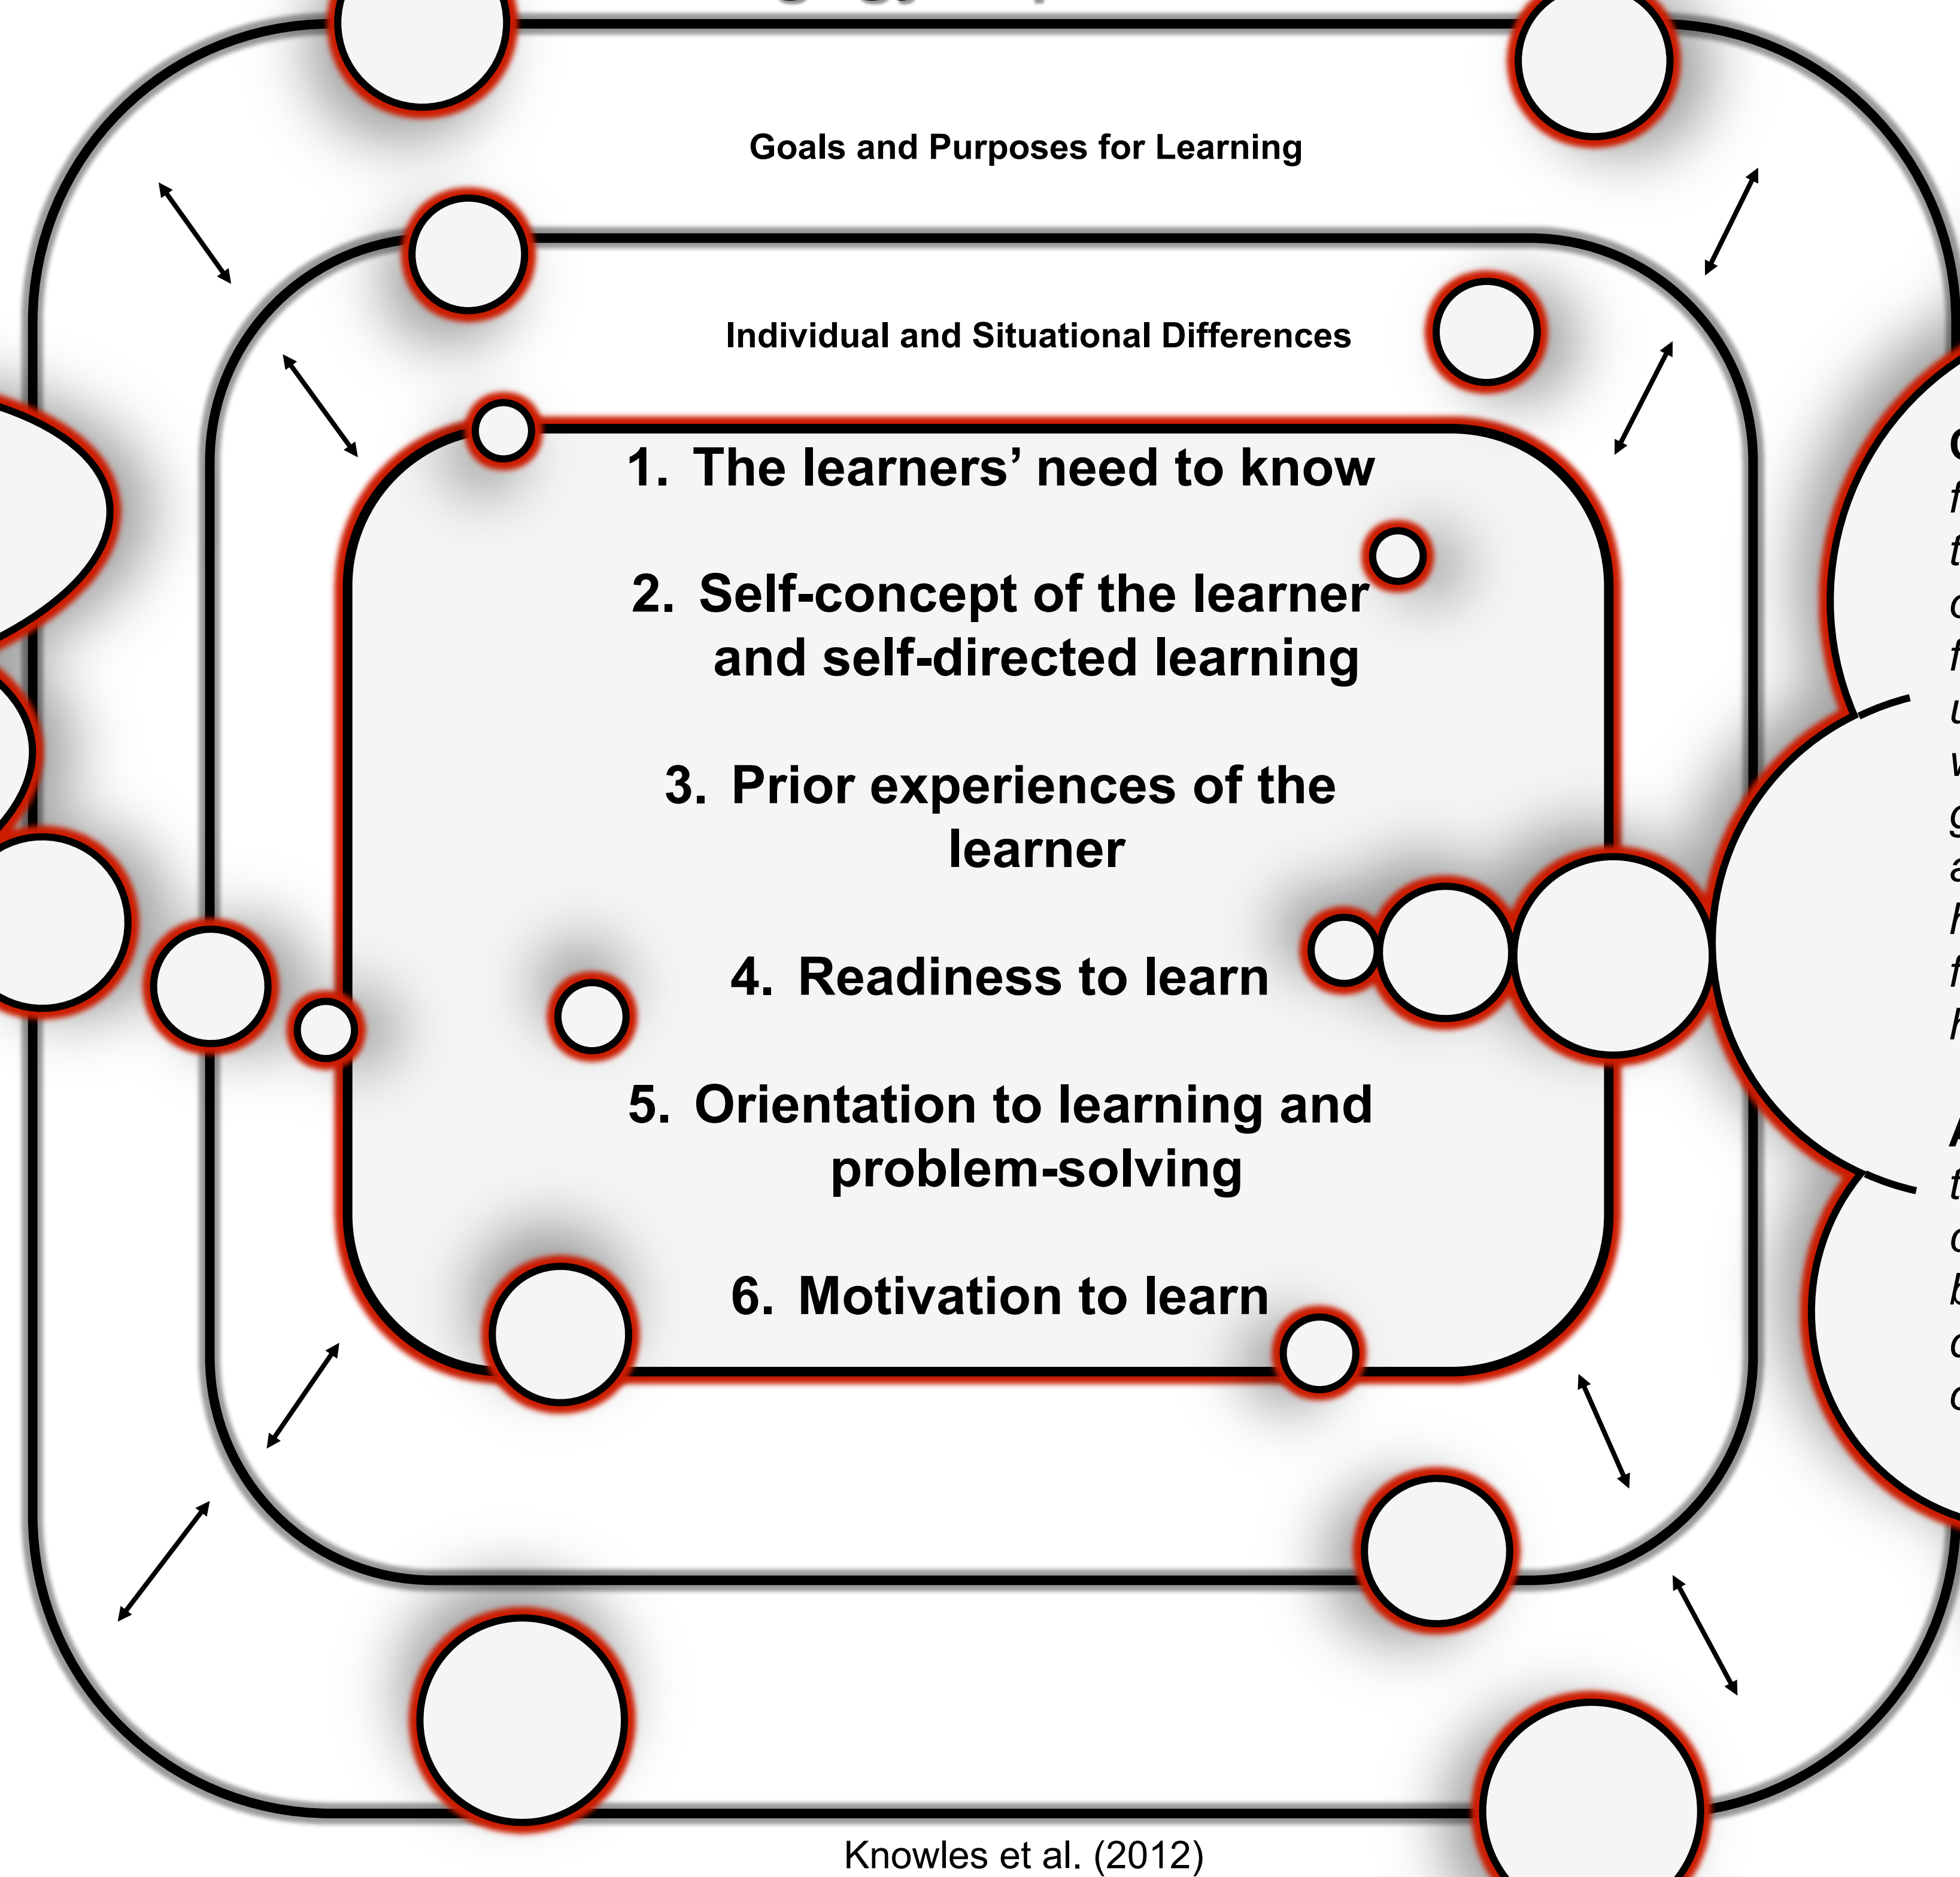 Goals and Purposes for Learning
Individual and Situational Differences
1. The learners’ need to know
2. Self-concept of the learner
and self-directed learning
3. Prior experiences of the
learner
4. Readiness to learn
5. Orientation to learning and
problem-solving
6. Motivation to learn
Knowles et al. (2012)